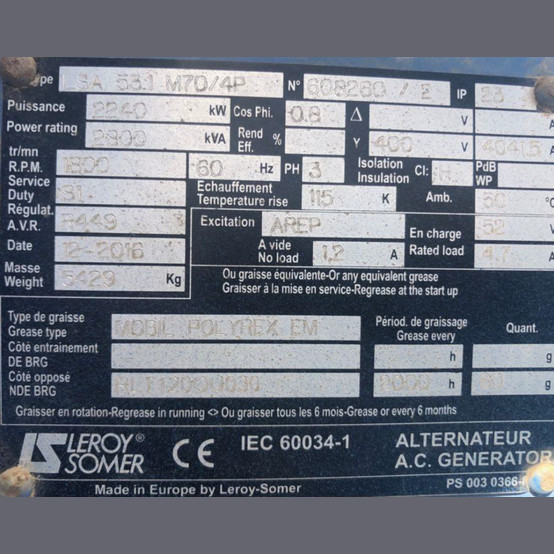 Type LSA 53.1 M70/4P N° 608280 / 2 IP 23
Puissance 2240 kW Cos Phi. 0.8 Δ V A
Power rating 2800 kVA Rend Eff. % Y 400 V 4041.5 A
tr/mn R.P.M. 1800 60 Hz PH 3 Isolation Insulation Cl: H PdB WP
Service Duty S1 Echauffement Temperature rise 115 K Amb. 50 °C
Régulat. A.V.R. R449 Excitation AREP En charge 52 V
Date 12-2016 A vide No load 1.2 A Rated load 4.7 A
Masse Weight 5429 Kg
Ou graisse équivalente-Or any equivalent grease
Graisser à la mise en service-Regrease at the start up
Type de graisse Grease type MOBIL POLYREX EM Périod. de graissage Grease every Quant.
Côté entrainement DE BRG h g
Côté opposé NDE BRG h g
Graisser en rotation-Regrease in running <> Ou graisser tous les 6 mois-Grease or every 6 months
LEROY® SOMER CE IEC 60034-1 ALTERNATEUR A.C. GENERATOR
Made in Europe by Leroy-Somer PS 003 0366-